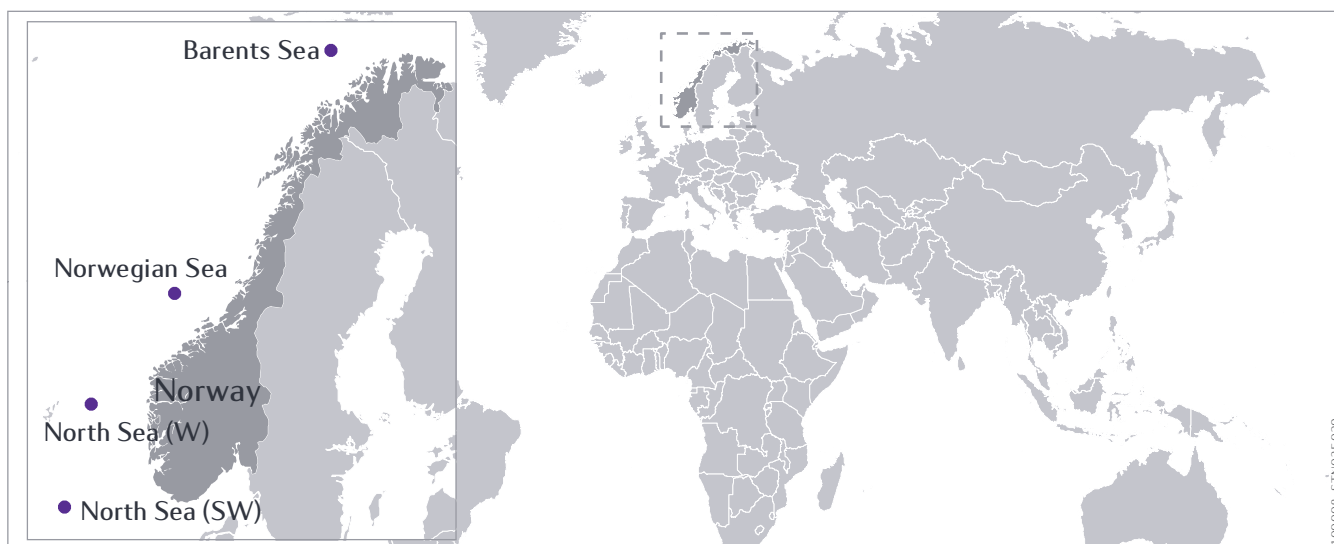 Barents Sea
Norwegian Sea
Norway
North Sea (W)
North Sea (SW)